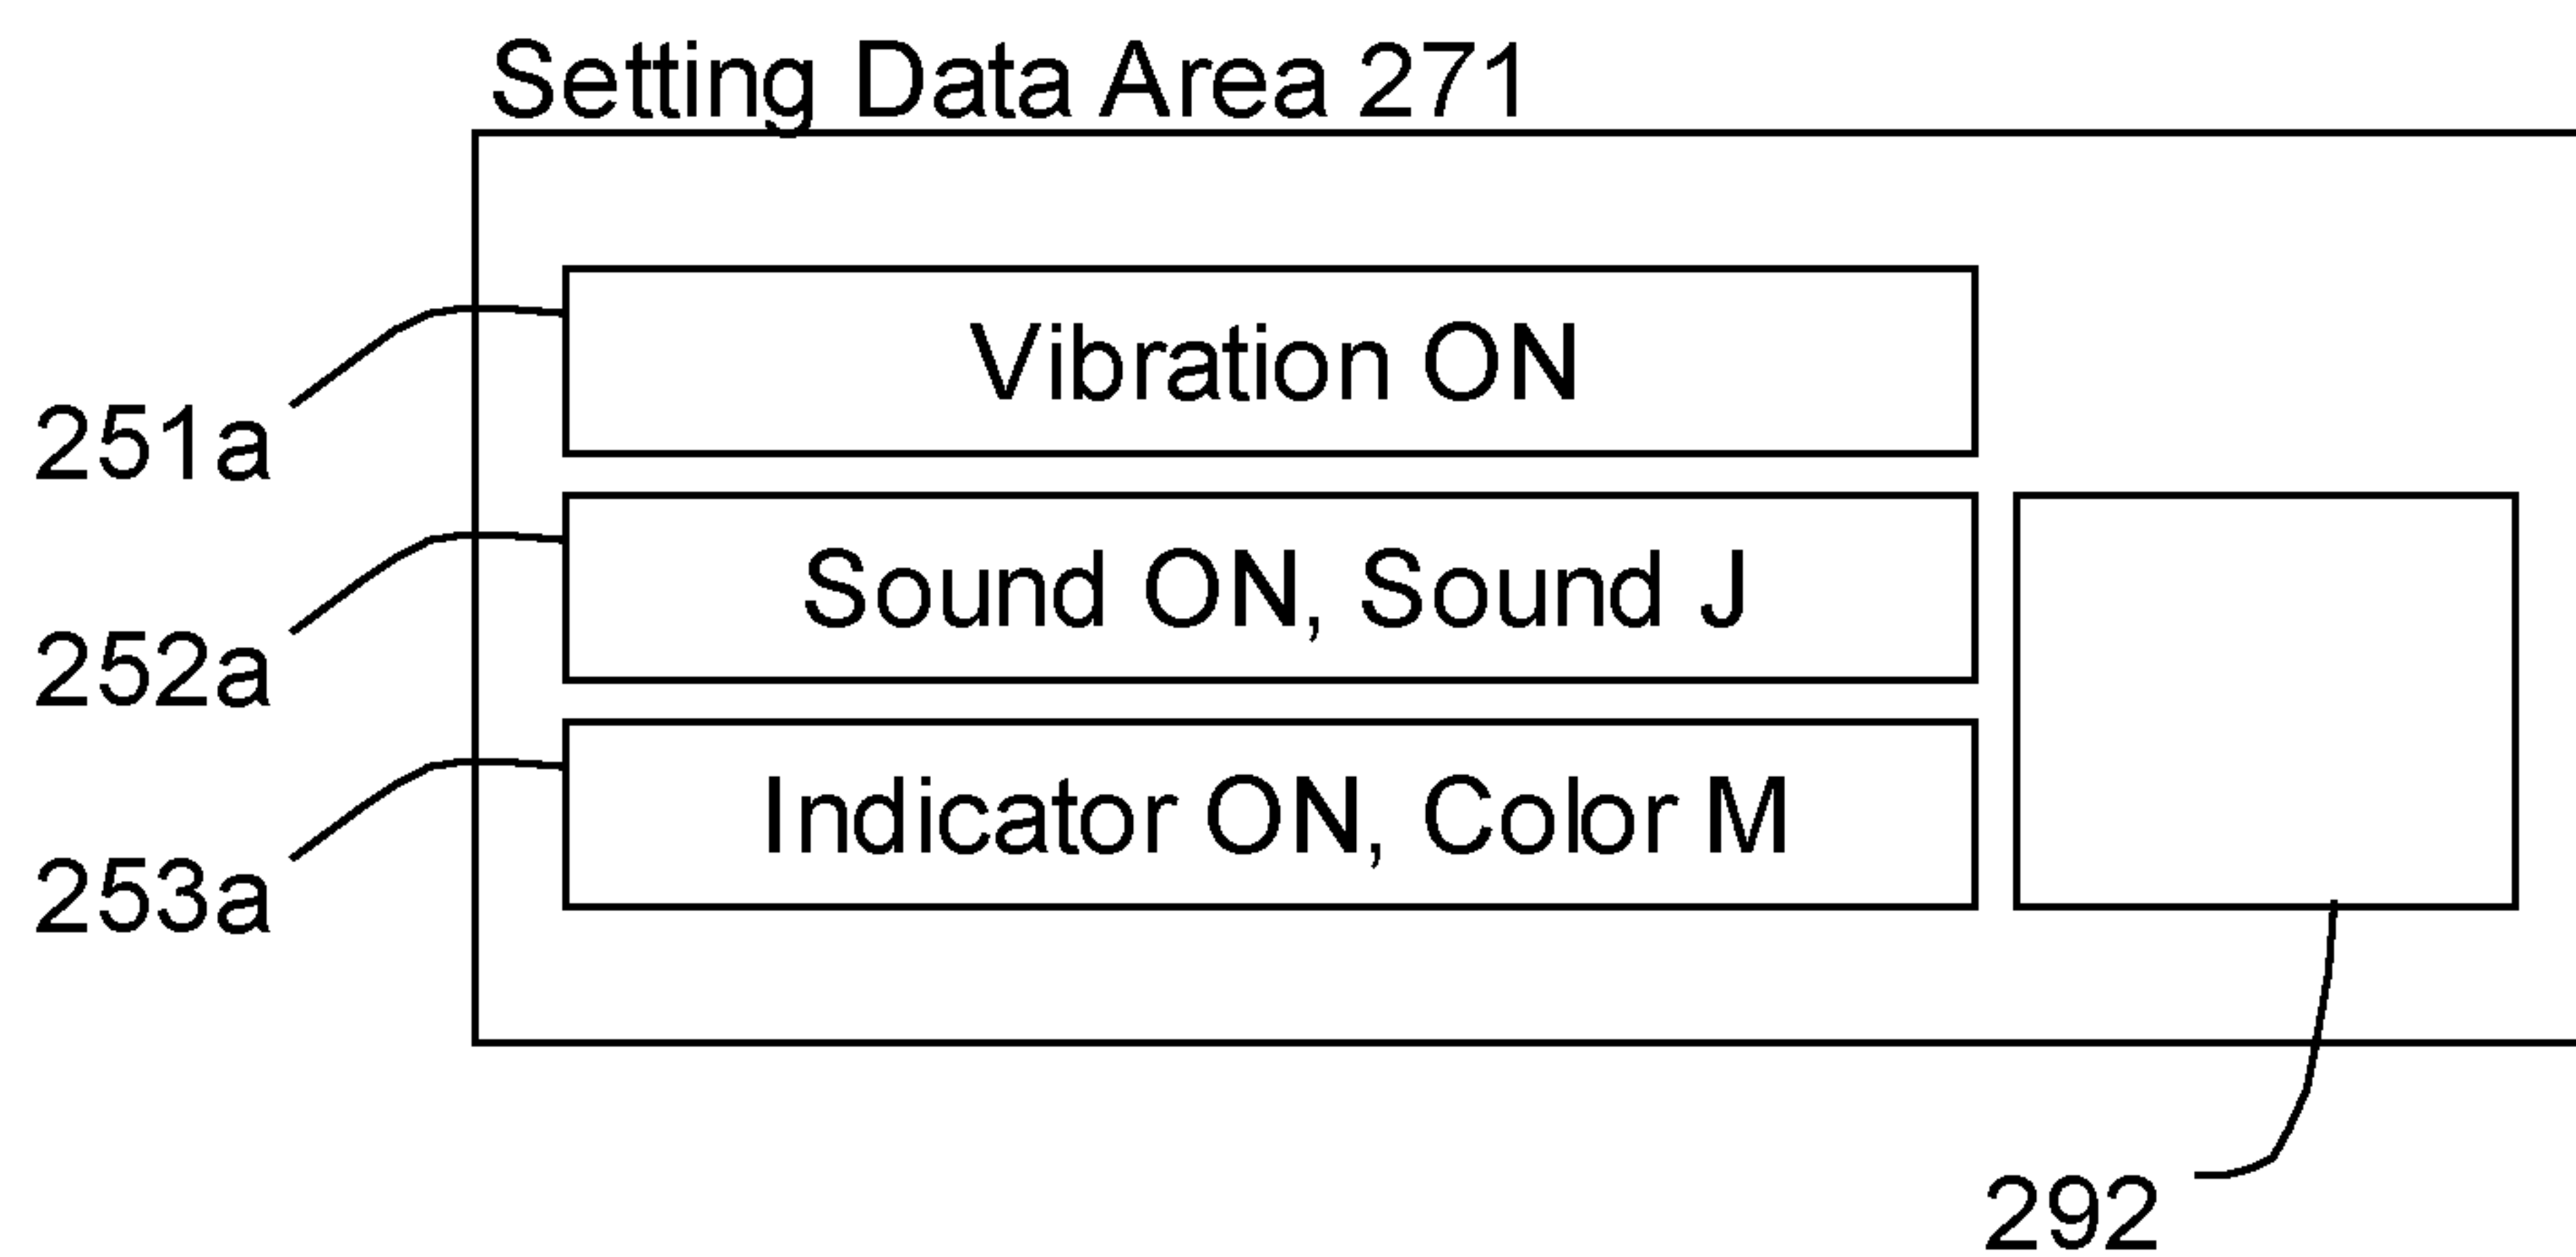 Setting Data Area 271
Vibration ON
251a
Sound ON, Sound J
252a
Indicator ON, Color M
253a
292